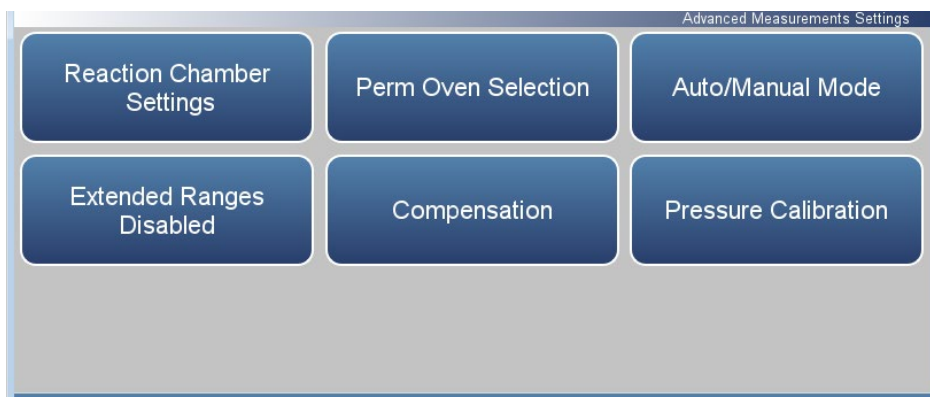 Advanced Measurements Settings
Reaction Chamber
Settings
Perm Oven Selection
Auto/Manual Mode
Extended Ranges
Disabled
Compensation
Pressure Calibration